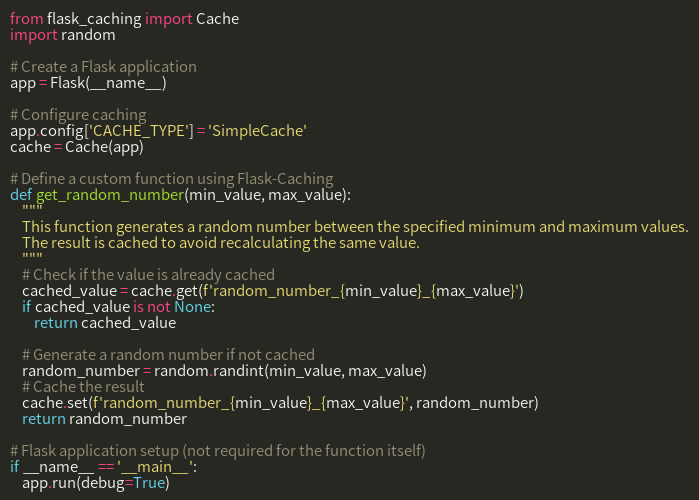 from flask_caching import Cache
import random

# Create a Flask application
app = Flask(__name__)

# Configure caching
app.config['CACHE_TYPE'] = 'SimpleCache'
cache = Cache(app)

# Define a custom function using Flask-Caching
def get_random_number(min_value, max_value):
    """
    This function generates a random number between the specified minimum and maximum values.
    The result is cached to avoid recalculating the same value.
    """
    # Check if the value is already cached
    cached_value = cache.get(f'random_number_{min_value}_{max_value}')
    if cached_value is not None:
        return cached_value

    # Generate a random number if not cached
    random_number = random.randint(min_value, max_value)
    # Cache the result
    cache.set(f'random_number_{min_value}_{max_value}', random_number)
    return random_number

# Flask application setup (not required for the function itself)
if __name__ == '__main__':
    app.run(debug=True)